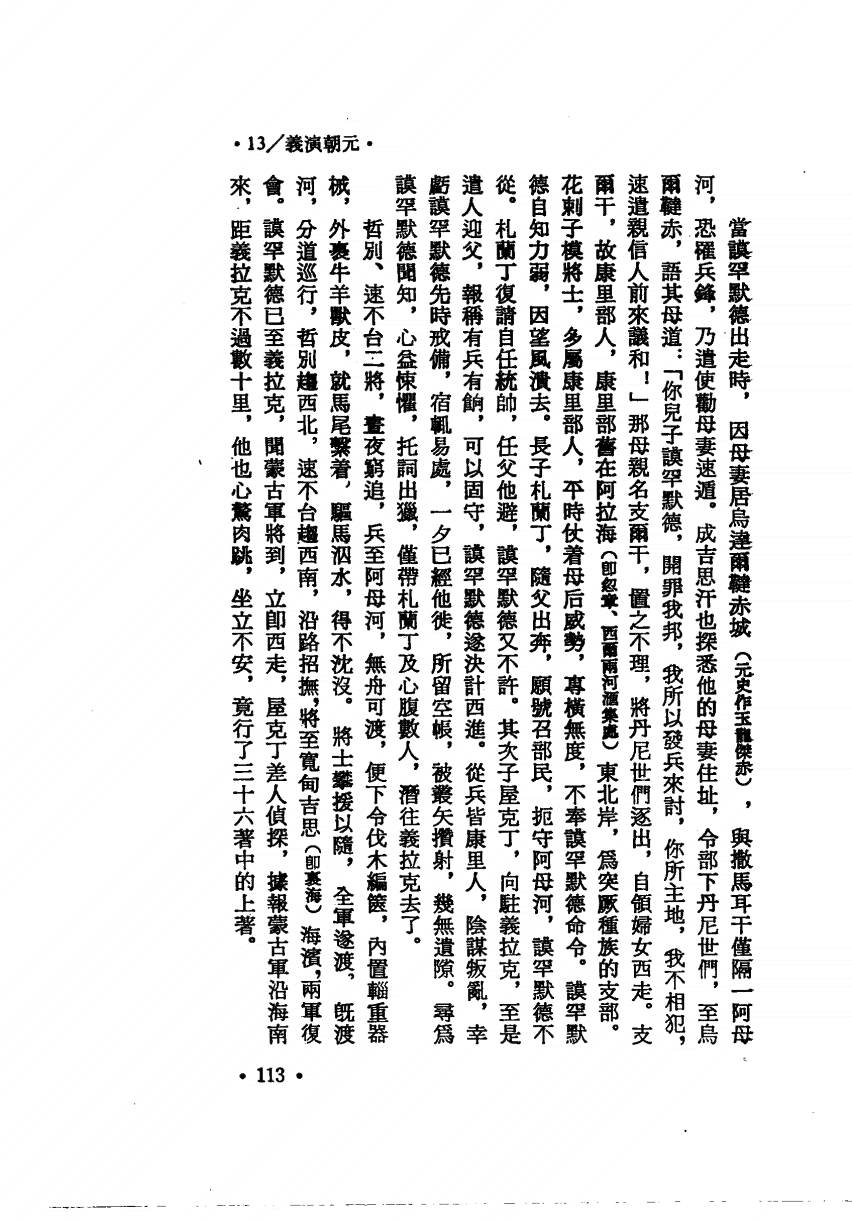 •13／義演朝元•
當謨罕默德出走時，因母妻居烏達爾韃赤城（元史作玉龍傑赤），與撒馬耳干僅隔一阿母
河，恐罹兵鋒，乃遣使勸母妻速遁。成吉思汗也探悉他的母妻住址，令部下丹尼世們，至烏
爾韃赤，語其母道：「你兒子謨罕默德，開罪我邦，我所以發兵來討，你所主地，我不相犯，
速遣親信人前來議和！」那母親名支爾干，置之不理，將丹尼世們逐出，自領婦女西走。支
爾干，故康里部人，康里部舊在阿拉海（卽叙章、西爾兩河滙集處）東北岸，爲突厥種族的支部。
花剌子模將士，多屬康里部人，平時仗着母后威勢，專橫無度，不奉謨罕默德命令。謨罕默
德自知力弱，因望風潰去。長子札蘭丁，隨父出奔，願號召部民，扼守阿母河，謨罕默德不
從。札蘭丁復請自任統帥，任父他避，謨罕默德又不許。其次子屋克丁，向駐義拉克，至是
遣人迎父，報稱有兵有餉，可以固守，謨罕默德遂決計西進。從兵皆康里人，陰謀叛亂，幸
虧謨罕默德先時戒備，宿輒易處，一夕已經他徙，所留空帳，被叢矢攢射，幾無遺隙。尋爲
謨罕默德聞知，心益悚懼，托詞出獵，僅帶札蘭丁及心腹數人，潛往義拉克去了。
哲別、速不台二將，晝夜窮追，兵至阿母河，無舟可渡，便下令伐木編篋，內置輜重器
械，外裹牛羊獸皮，就馬尾繫着，驅馬泅水，得不沈沒。將士攀援以隨，全軍遂渡，旣渡
河，分道巡行，哲別趨西北，速不台趨西南，沿路招撫，將至寬甸吉思（卽裏海）海濱，兩軍復
會。謨罕默德已至義拉克，聞蒙古軍將到，立卽西走，屋克丁差人偵探，據報蒙古軍沿海南
來，距義拉克不過數十里，他也心驚肉跳，坐立不安，竟行了三十六著中的上著。
•113•